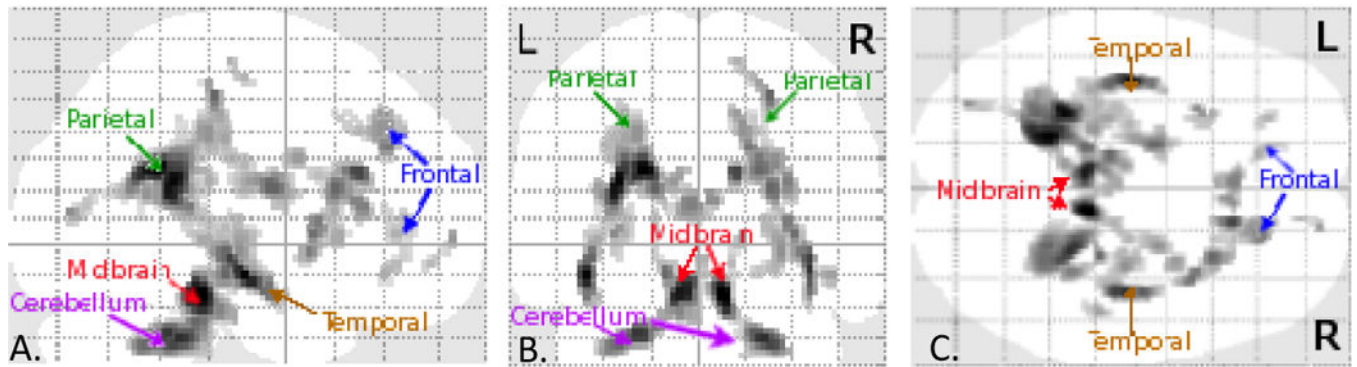 Parietal
Frontal
Midbrain
Cerebellum
Temporal
A.
L
R
Parietal
Parietal
Midbrain
Cerebellum
B.
L
Temporal
Midbrain
Frontal
Temporal
C.
R